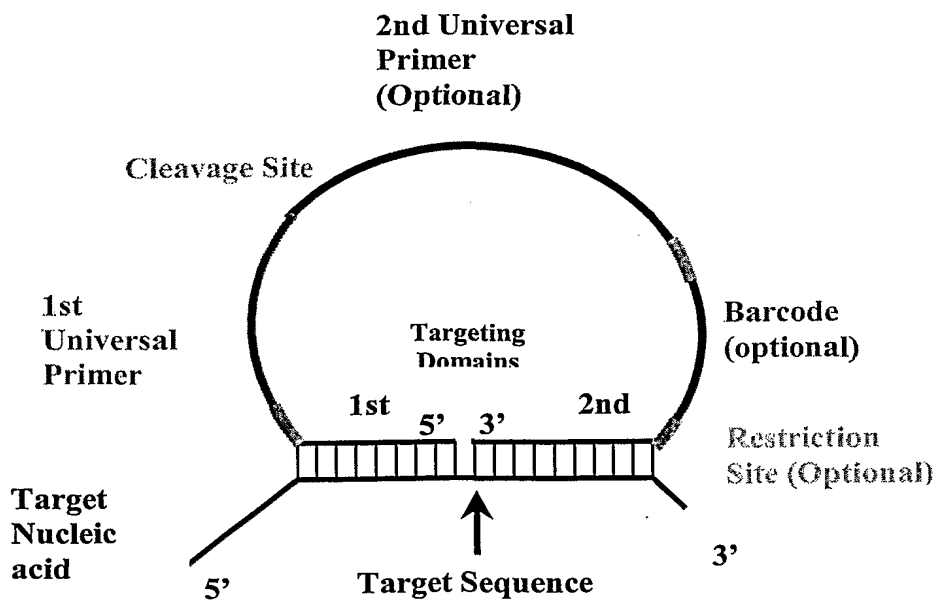 2nd Universal
Primer
(Optional)
Cleavage Site
1st
Universal
Primer
Targeting
Domains
Barcode
(optional)
1st
5’
3’
2nd
Restriction
Site (Optional)
Target
Nucleic
acid
5’
Target Sequence
3’